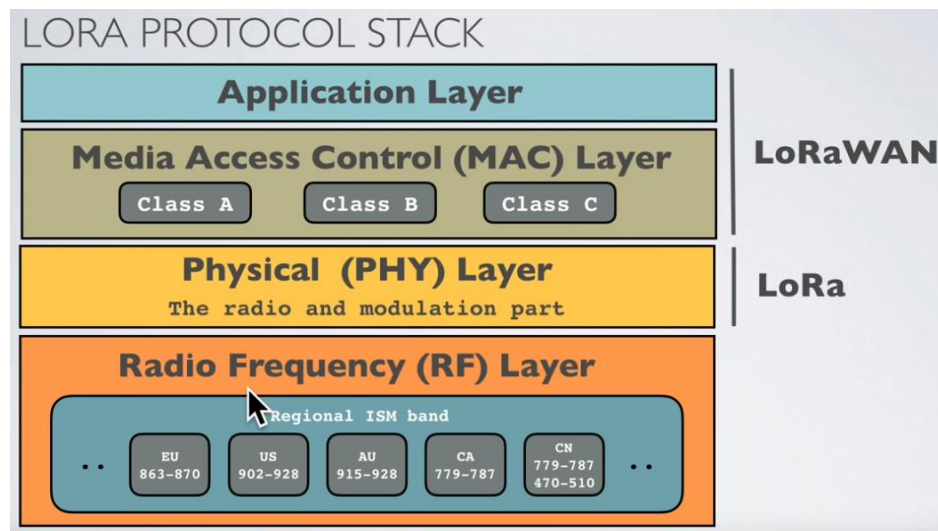 LORA PROTOCOL STACK
Application Layer
Media Access Control (MAC) Layer
Class A
Class B
Class C
LoRaWAN
Physical (PHY) Layer
The radio and modulation part
LoRa
Radio Frequency (RF) Layer
Regional ISM band
..
EU
863-870
US
902-928
AU
915-928
CA
779-787
CN
779-787
470-510
..